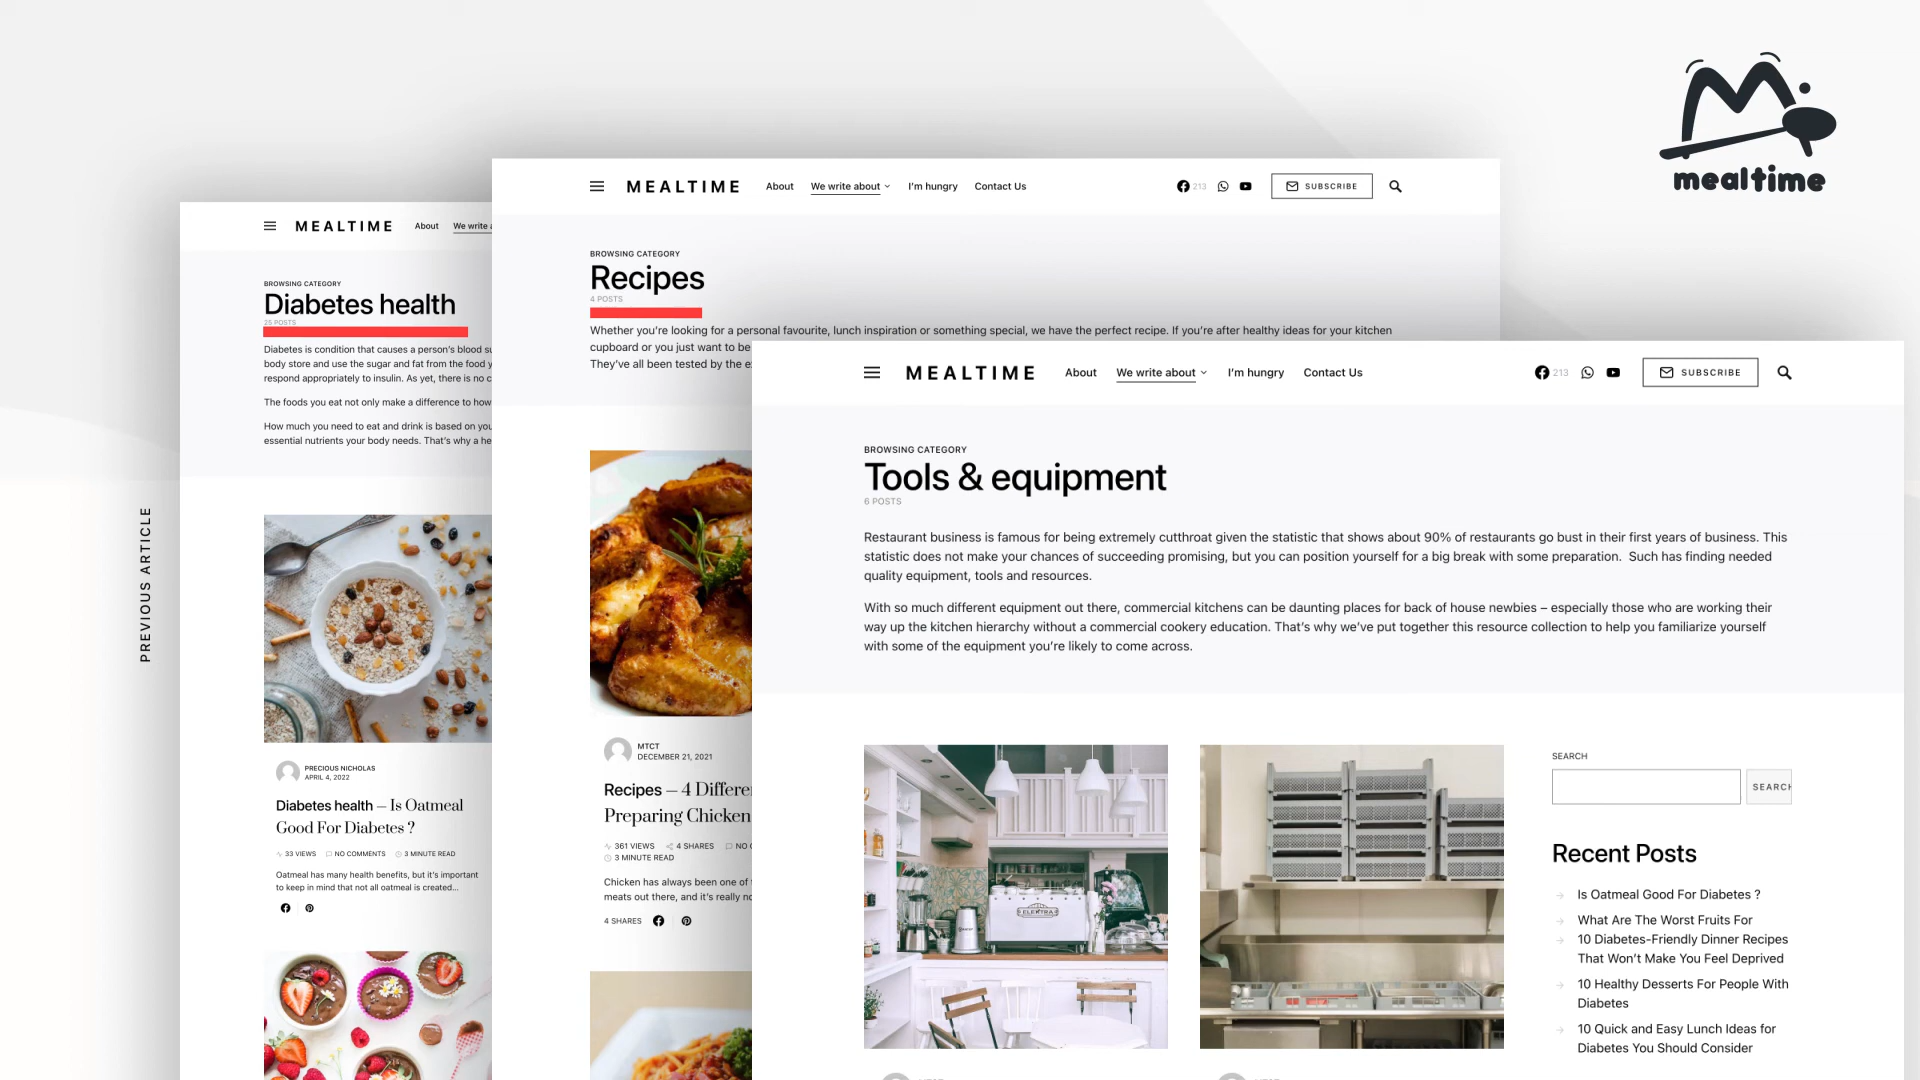 mealtime
PREVIOUS ARTICLE
MEALTIME
About
We write
BROWSING CATEGORY
Diabetes health
25 POSTS
Diabetes is condition that causes a person's blood
body store and use the sugar and fat from the food
respond appropriately to insulin. As yet, there is no
The foods you eat not only make a difference to how
How much you need to eat and drink is based on
essential nutrients your body needs. That's why a
PRECIOUS NICHOLAS
APRIL 4, 2022
Diabetes health — Is Oatmeal
Good For Diabetes ?
33 VIEWS NO COMMENTS 3 MINUTE READ
Oatmeal has many health benefits, but it's important
to keep in mind that not all oatmeal is created...
MEALTIME
About
We write about
I'm hungry
Contact Us
213
SUBSCRIBE
BROWSING CATEGORY
Recipes
4 POSTS
Whether you're looking for a personal favourite, lunch inspiration or something special, we have the perfect recipe. If you're after healthy ideas for your kitchen
cupboard or you just want to be
They've all been tested by the
MTCT
DECEMBER 21, 2021
Recipes — 4
Preparing Chicken
361 VIEWS 4 SHARES
3 MINUTE READ
Chicken has always been one of
meats out there, and it's really
4 SHARES
MEALTIME
About
We write about
I'm hungry
Contact Us
213
SUBSCRIBE
BROWSING CATEGORY
Tools & equipment
6 POSTS
Restaurant business is famous for being extremely cutthroat given the statistic that shows about 90% of restaurants go bust in their first years of business. This
statistic does not make your chances of succeeding promising, but you can position yourself for a big break with some preparation. Such has finding needed
quality equipment, tools and resources.
With so much different equipment out there, commercial kitchens can be daunting places for back of house newbies – especially those who are working their
way up the kitchen hierarchy without a commercial cookery education. That's why we've put together this resource collection to help you familiarize yourself
with some of the equipment you're likely to come across.
ELEKTRA
SEARCH
SEARCH
Recent Posts
Is Oatmeal Good For Diabetes ?
What Are The Worst Fruits For
10 Diabetes-Friendly Dinner Recipes
That Won't Make You Feel Deprived
10 Healthy Desserts For People With
Diabetes
10 Quick and Easy Lunch Ideas for
Diabetes You Should Consider